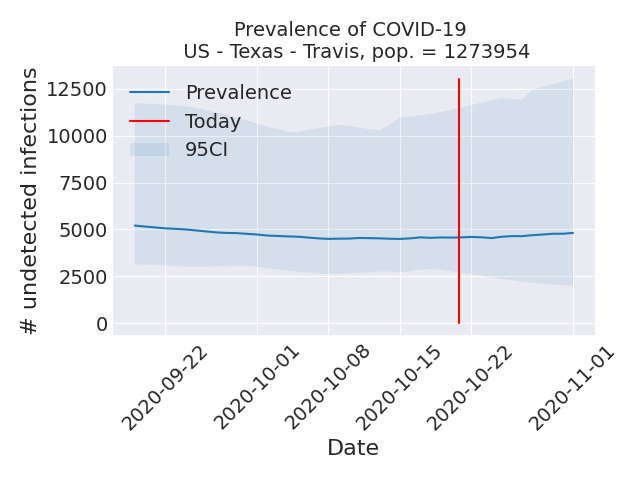 Prevalence of COVID-19
US - Texas - Travis, pop. = 1273954
# undetected infections
12500
10000
7500
5000
2500
0
Prevalence
Today
95CI
2020-09-22
2020-10-01
2020-10-08
2020-10-15
2020-10-22
2020-11-01
Date